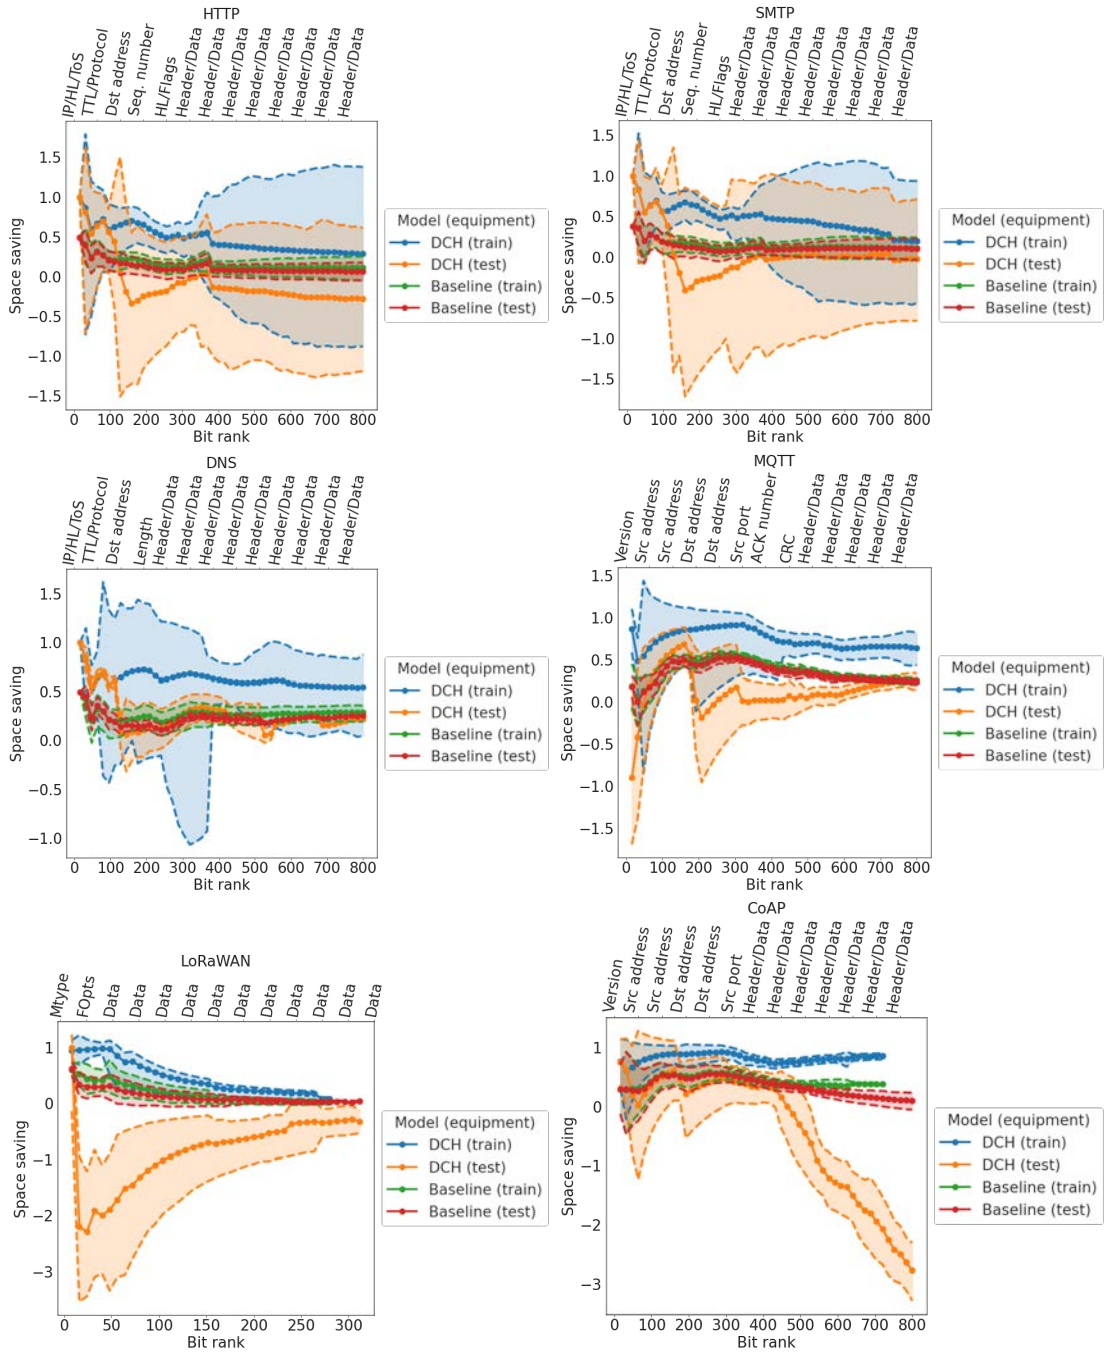 HTTP
IP/HL/ToS
TTL/Protocol
Dst address
Seq. number
HL/Flags
Header/Data
Header/Data
Header/Data
Header/Data
Header/Data
Header/Data
Header/Data
Header/Data
Space saving
1.5
1.0
0.5
0.0
−0.5
−1.0
−1.5
0 100 200 300 400 500 600 700 800
Bit rank
Model (equipment)
DCH (train)
DCH (test)
Baseline (train)
Baseline (test)
SMTP
IP/HL/ToS
TTL/Protocol
Dst address
Seq. number
HL/Flags
Header/Data
Header/Data
Header/Data
Header/Data
Header/Data
Header/Data
Header/Data
Header/Data
Space saving
1.5
1.0
0.5
0.0
−0.5
−1.0
−1.5
0 100 200 300 400 500 600 700 800
Bit rank
Model (equipment)
DCH (train)
DCH (test)
Baseline (train)
Baseline (test)
DNS
IP/HL/ToS
TTL/Protocol
Dst address
Length
Header/Data
Header/Data
Header/Data
Header/Data
Header/Data
Header/Data
Header/Data
Header/Data
Header/Data
Space saving
1.5
1.0
0.5
0.0
−0.5
−1.0
0 100 200 300 400 500 600 700 800
Bit rank
Model (equipment)
DCH (train)
DCH (test)
Baseline (train)
Baseline (test)
MQTT
Version
Src address
Src address
Dst address
Dst address
Src port
ACK number
CRC
Header/Data
Header/Data
Header/Data
Header/Data
Header/Data
Space saving
1.5
1.0
0.5
0.0
−0.5
−1.0
−1.5
0 100 200 300 400 500 600 700 800
Bit rank
Model (equipment)
DCH (train)
DCH (test)
Baseline (train)
Baseline (test)
LoRaWAN
Mtype
FOpts
Data
Data
Data
Data
Data
Data
Data
Data
Data
Data
Data
Space saving
1
0
−1
−2
−3
0 50 100 150 200 250 300
Bit rank
Model (equipment)
DCH (train)
DCH (test)
Baseline (train)
Baseline (test)
CoAP
Version
Src address
Src address
Dst address
Dst address
Src port
Header/Data
Header/Data
Header/Data
Header/Data
Header/Data
Header/Data
Header/Data
Space saving
1
0
−1
−2
−3
0 100 200 300 400 500 600 700 800
Bit rank
Model (equipment)
DCH (train)
DCH (test)
Baseline (train)
Baseline (test)